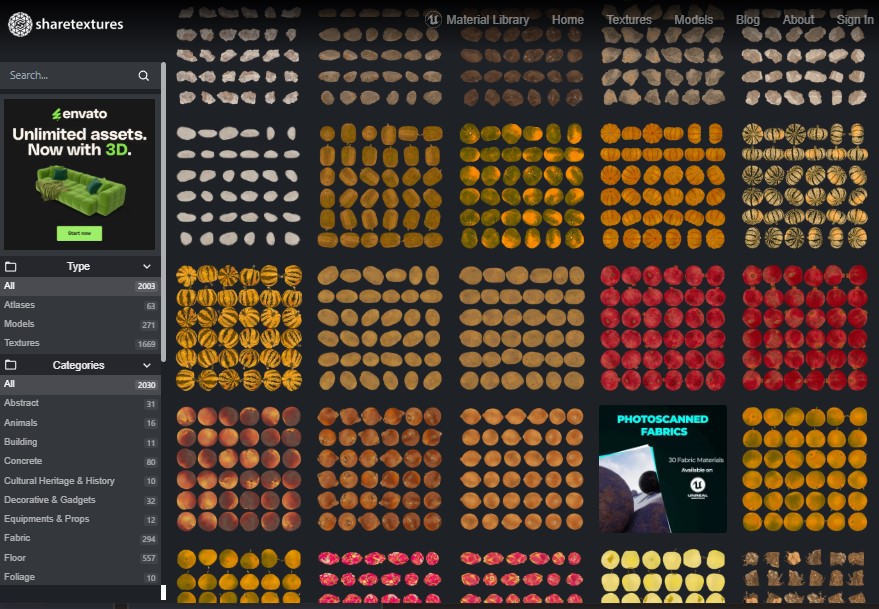 sharetextures
Material Library
Home
Textures
Models
Blog
About
Sign In
Search...
envato
Unlimited assets.
Now with 3D.
Start now
Type
All 2003
Atlases 63
Models 271
Textures 1669
Categories
All 2030
Abstract 31
Animals 16
Building 11
Concrete 80
Cultural Heritage & History 10
Decorative & Gadgets 32
Equipments & Props 12
Fabric 294
Floor 557
Foliage 10
PHOTOSCANNED
FABRICS
30 Fabric Materials
Available on
UNREAL